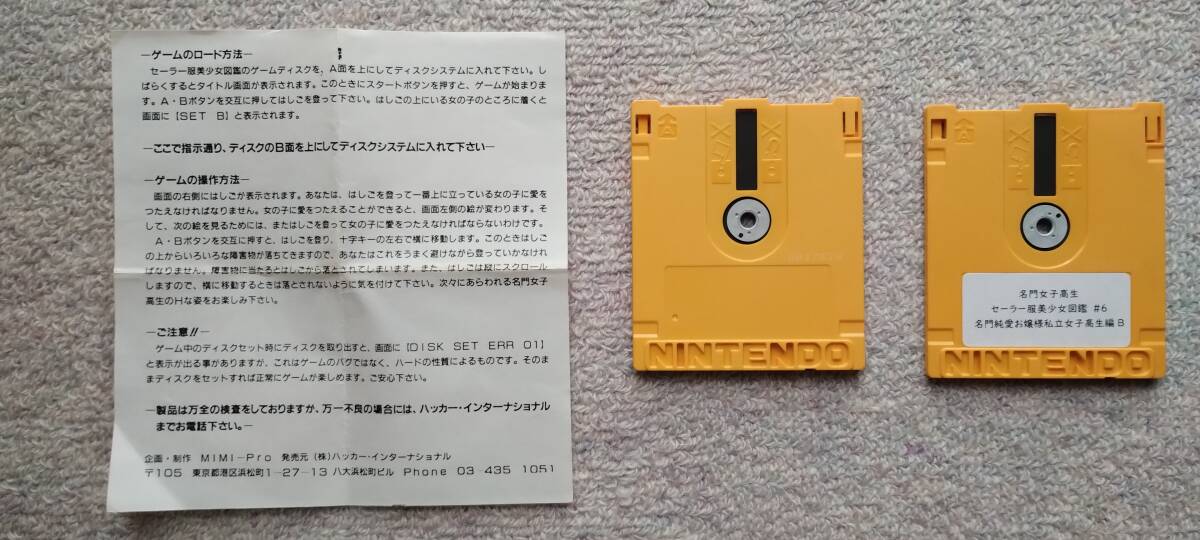 ―ゲームのロード方法―
セーラー服美少女図鑑のゲームディスクを、A面を上にしてディスクシステムに入れて下さい。し
ばらくするとタイトル画面が表示されます。このときにスタートボタンを押すと、ゲームが始まりま
す。A・Bボタンを交互に押してはしごを登って下さい。はしごの上にいる女の子のところに着くと
画面に【SET B】と表示されます。
―ここで指示通り、ディスクのB面を上にしてディスクシステムに入れて下さい―
―ゲームの操作方法―
画面の右側にはしごが表示されます。あなたは、はしごを登って一番上に立っている女の子に愛を
つたえなければなりません。女の子に愛をつたえることができると、画面左側の絵が変わります。そ
して、次の絵を見るためには、またはしごを登って女の子に愛をつたえなければならないわけです。
A・Bボタンを交互に押すと、はしごを登り、十字キーの左右で横に移動します。このときはしご
の上からいろいろな障害物が落ちてきますので、あなたはこれをうまく避けながら登っていかなけれ
ばなりません。障害物に当たるとはしごから落とされてしまいます。また、はしごは縦にスクロール
しますので、横に移動するときは落とされないように気を付けて下さい。次々にあらわれる名門女子
高生のHな姿をお楽しみ下さい。
―ご注意!!―
ゲーム中のディスクセット時にディスクを取り出すと、画面に【DISK SET ERR 01】
と表示が出る事がありますが、これはゲームのバグではなく、ハードの性質によるものです。そのま
まディスクをセットすれば正常にゲームが楽しめます。ご安心下さい。
―製品は万全の検査をしておりますが、万一不良の場合には、ハッカー・インターナショナル
までお電話下さい。―
企画・制作 MIMI-Pro 発売元 (株)ハッカー・インターナショナル
〒105 東京都港区浜松町1-27-13 八大浜松町ビル Phone 03-435 1051
A
NINTENDO
A
名門女子高生
セーラー服美少女図鑑 #6
名門純愛お嬢様私立女子高生編 B
NINTENDO